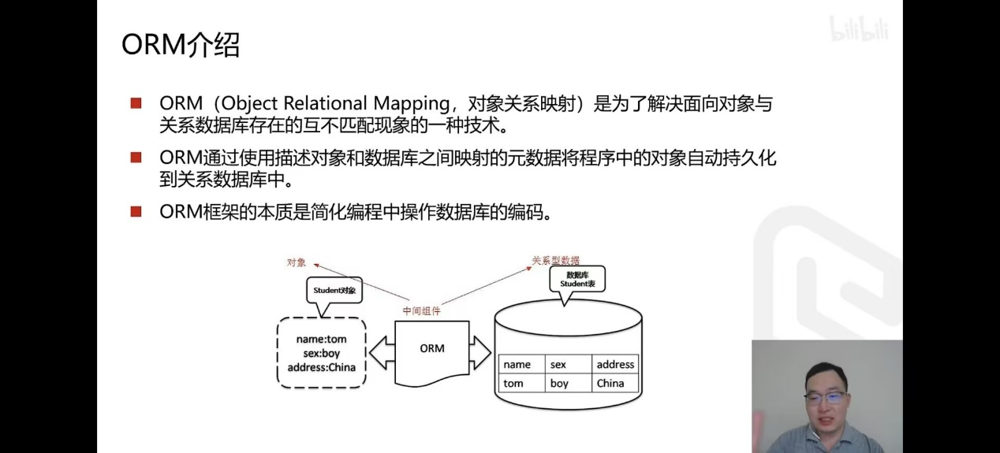 bilibili
ORM介绍
ORM（Object Relational Mapping，对象关系映射）是为了解决面向对象与
关系数据库存在的互不匹配现象的一种技术。
ORM通过使用描述对象和数据库之间映射的元数据将程序中的对象自动持久化
到关系数据库中。
ORM框架的本质是简化编程中操作数据库的编码。
对象
关系型数据
Student对象
数据库
Student表
中间组件
name:tom
sex:boy
address:China
ORM
name sex address
tom boy China